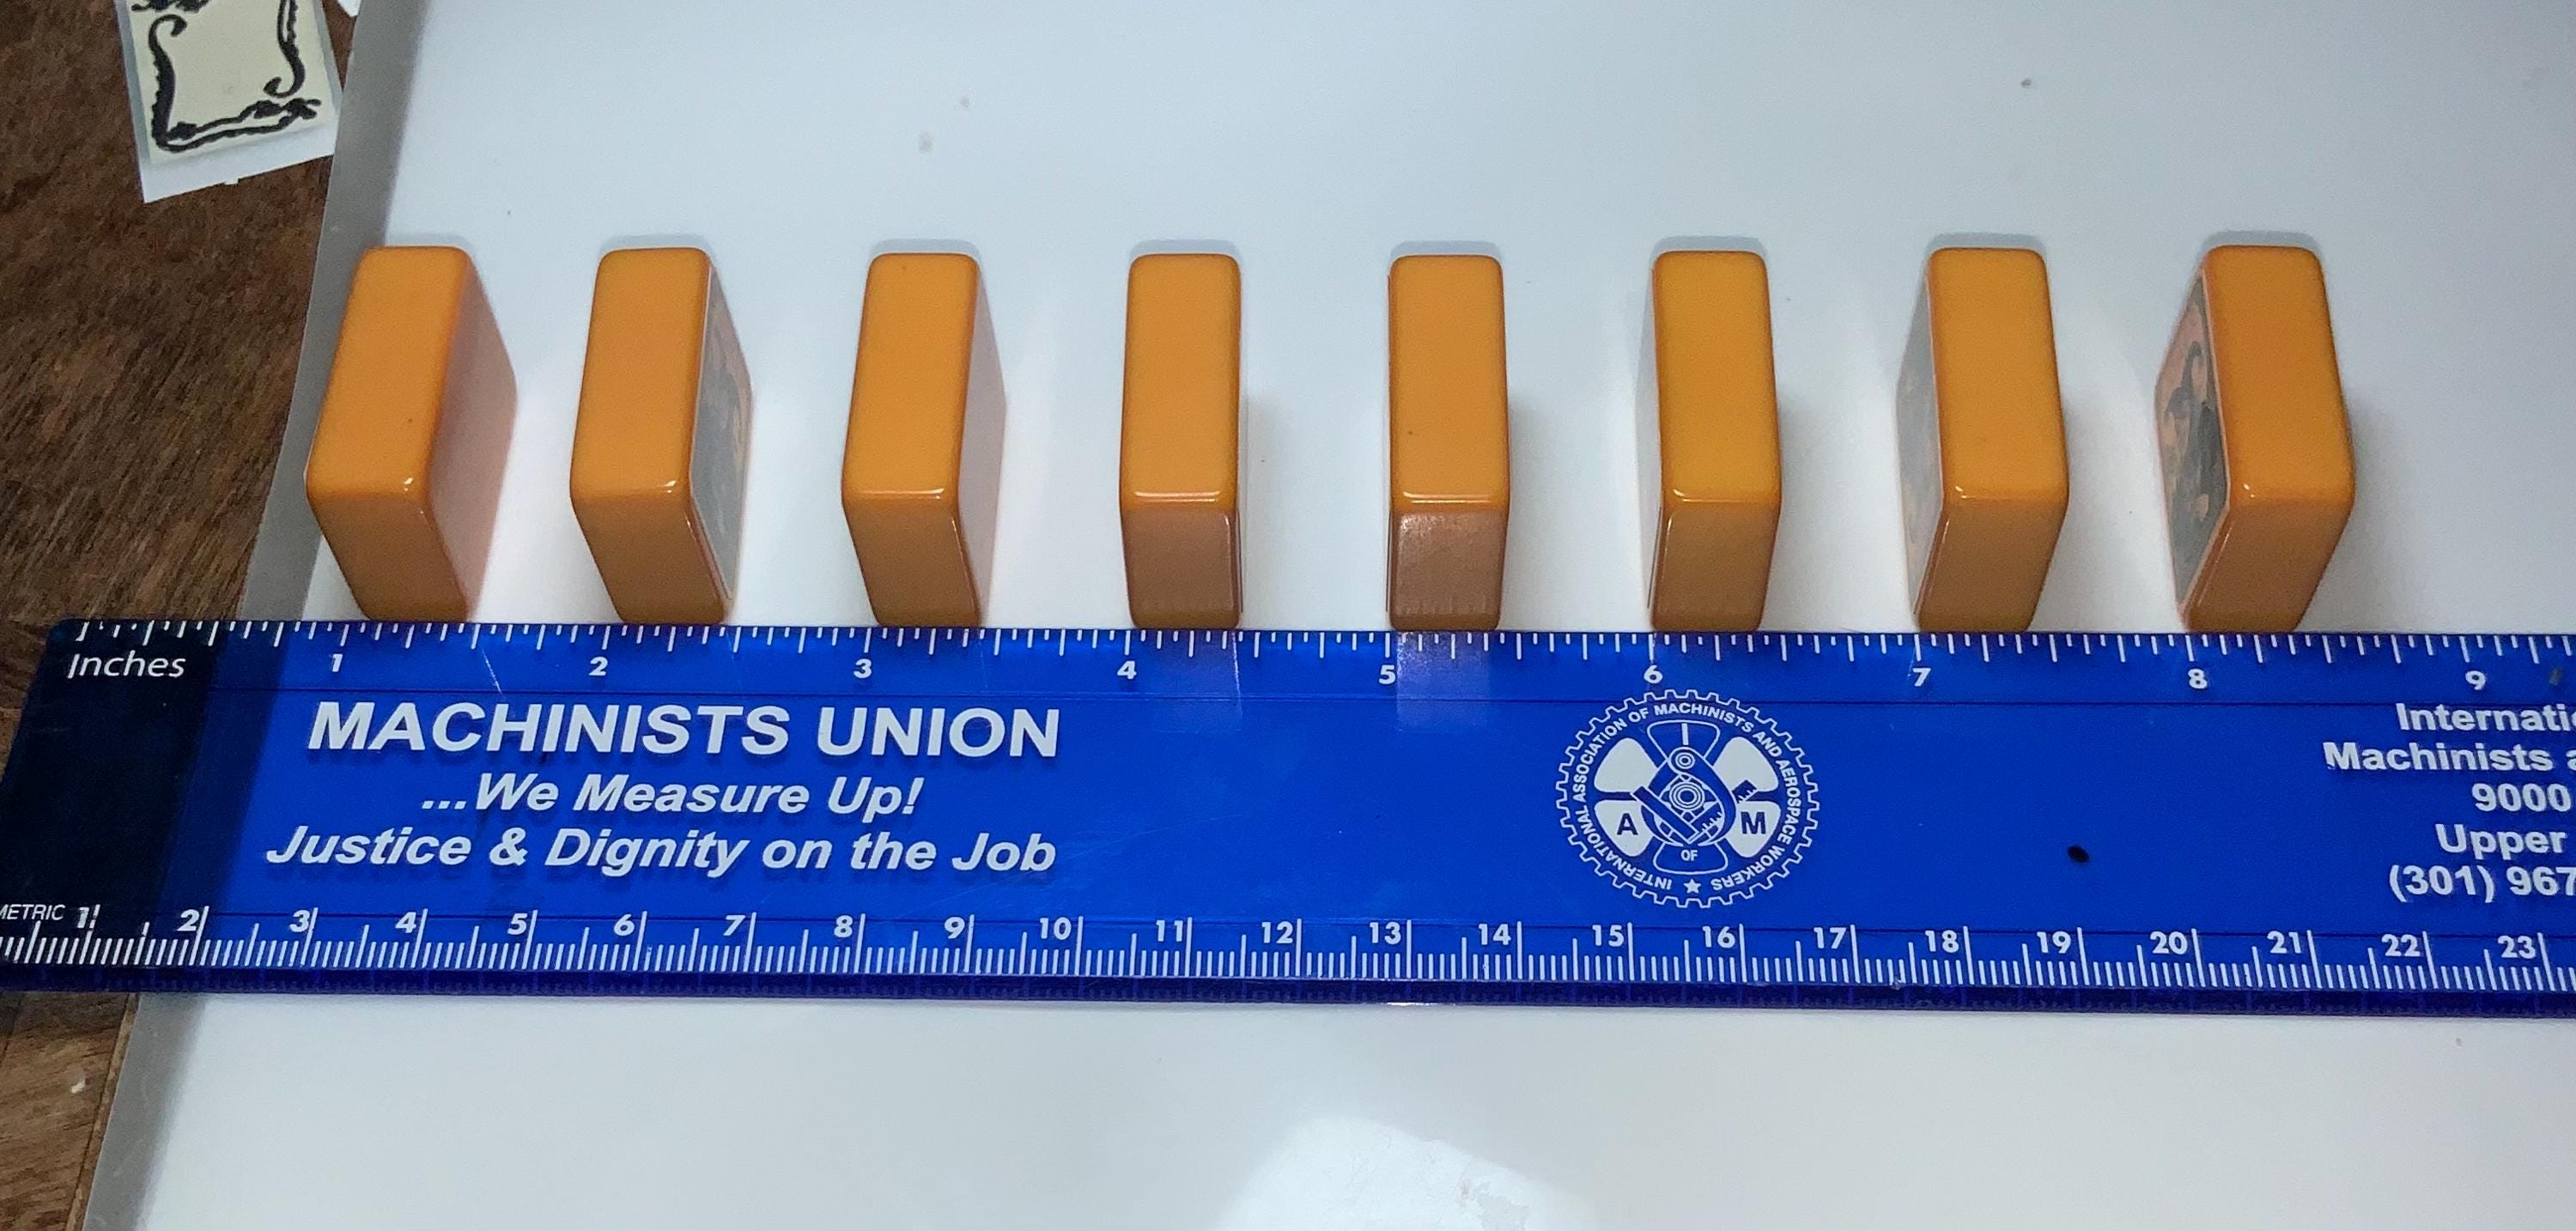 1 2 3 4 5 6 7 8 9
Inches
MACHINISTS UNION
...We Measure Up!
Justice & Dignity on the Job
INTERNATIONAL ASSOCIATION OF MACHINISTS AND AEROSPACE WORKERS
I
A M
OF
Internati
Machinists a
9000
Upper
(301) 967
METRIC 1 2 3 4 5 6 7 8 9 10 11 12 13 14 15 16 17 18 19 20 21 22 23